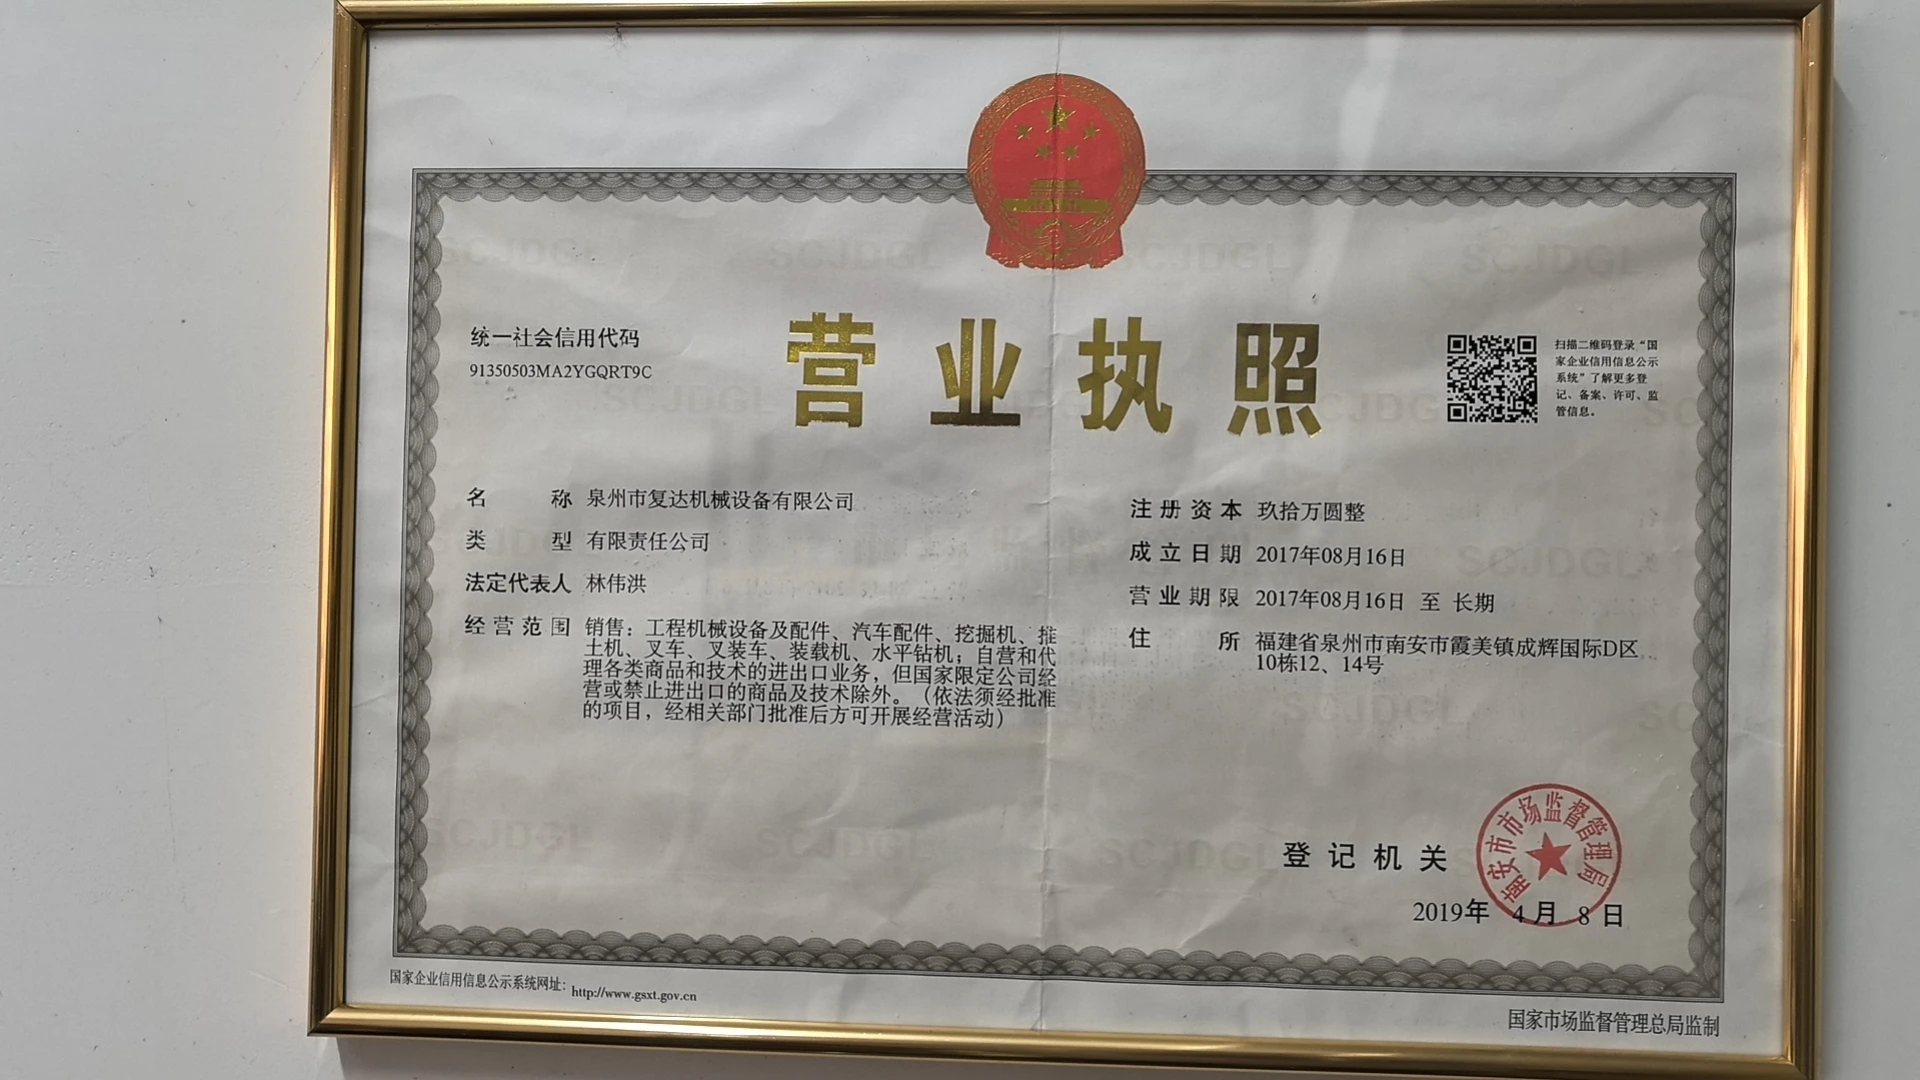 营业执照
统一社会信用代码
91350503MA2YGQRT9C
扫描二维码登录“国
家企业信用信息公示
系统”了解更多登
记、备案、许可、监
管信息。
名称 泉州市复达机械设备有限公司
类型 有限责任公司
法定代表人 林伟洪
经营范围 销售：工程机械设备及配件、汽车配件、挖掘机、推
土机、叉车、叉装车、装载机、水平钻机；自营和代
理各类商品和技术的进出口业务，但国家限定公司经
营或禁止进出口的商品及技术除外。（依法须经批准
的项目，经相关部门批准后方可开展经营活动）
注册资本 玖拾万圆整
成立日期 2017年08月16日
营业期限 2017年08月16日 至 长期
住所 福建省泉州市南安市霞美镇成辉国际D区
10栋12、14号
登记机关
南安市市场监督管理局
2019年 4月 8日
国家企业信用信息公示系统网址：http://www.gsxt.gov.cn
国家市场监督管理总局监制
SCJDGL